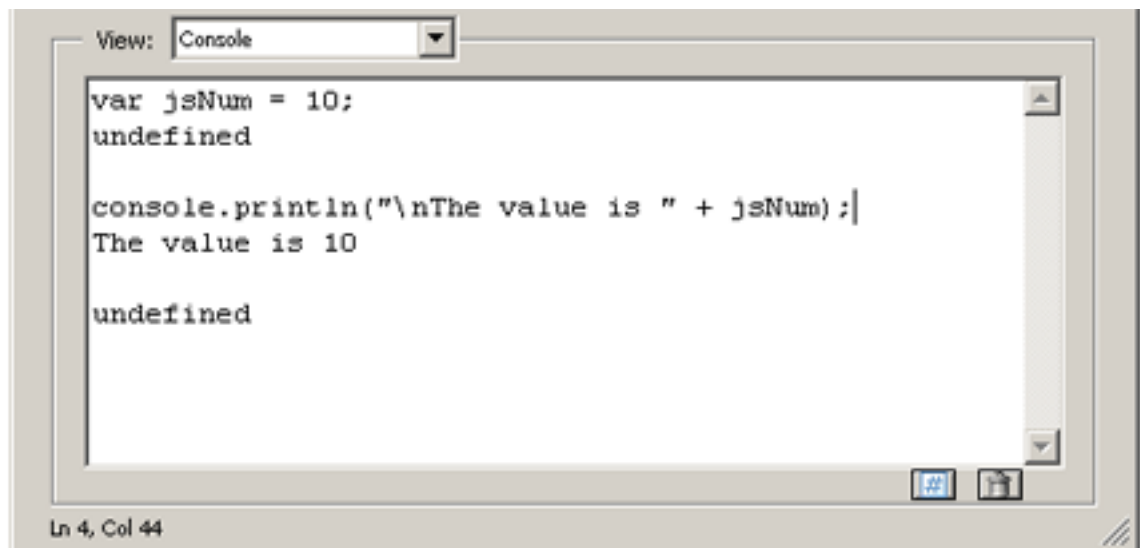 View: Console
var jsNum = 10;
undefined
console.println("\nThe value is " + jsNum);
The value is 10
undefined
#
Ln 4, Col 44